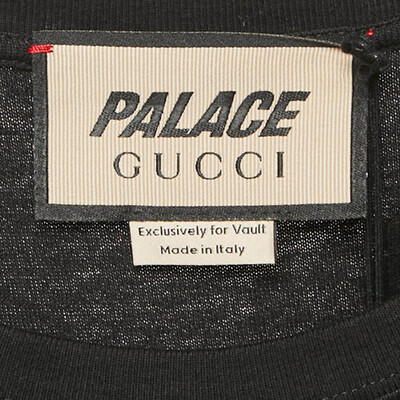 PALACE
GUCCI
Exclusively for Vault
Made in Italy